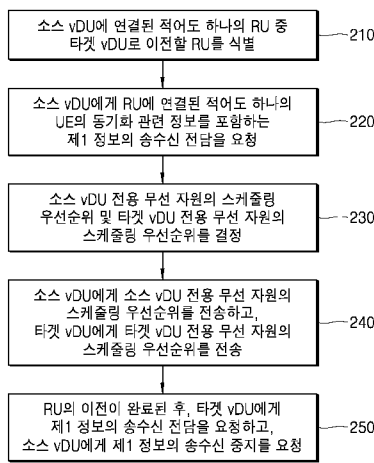 소스 vDU에 연결된 적어도 하나의 RU 중
타겟 vDU로 이전할 RU를 식별
210
소스 vDU에게 RU에 연결된 적어도 하나의
UE의 동기화 관련 정보를 포함하는
제1 정보의 송수신 전담을 요청
220
소스 vDU 전용 무선 자원의 스케줄링
우선순위 및 타겟 vDU 전용 무선 자원의
스케줄링 우선순위를 결정
230
소스 vDU에게 소스 vDU 전용 무선 자원의
스케줄링 우선순위를 전송하고,
타겟 vDU에게 타겟 vDU 전용 무선 자원의
스케줄링 우선순위를 전송
240
RU의 이전이 완료된 후, 타겟 vDU에게
제1 정보의 송수신 전담을 요청하고,
소스 vDU에게 제1 정보의 송수신 중지를 요청
250